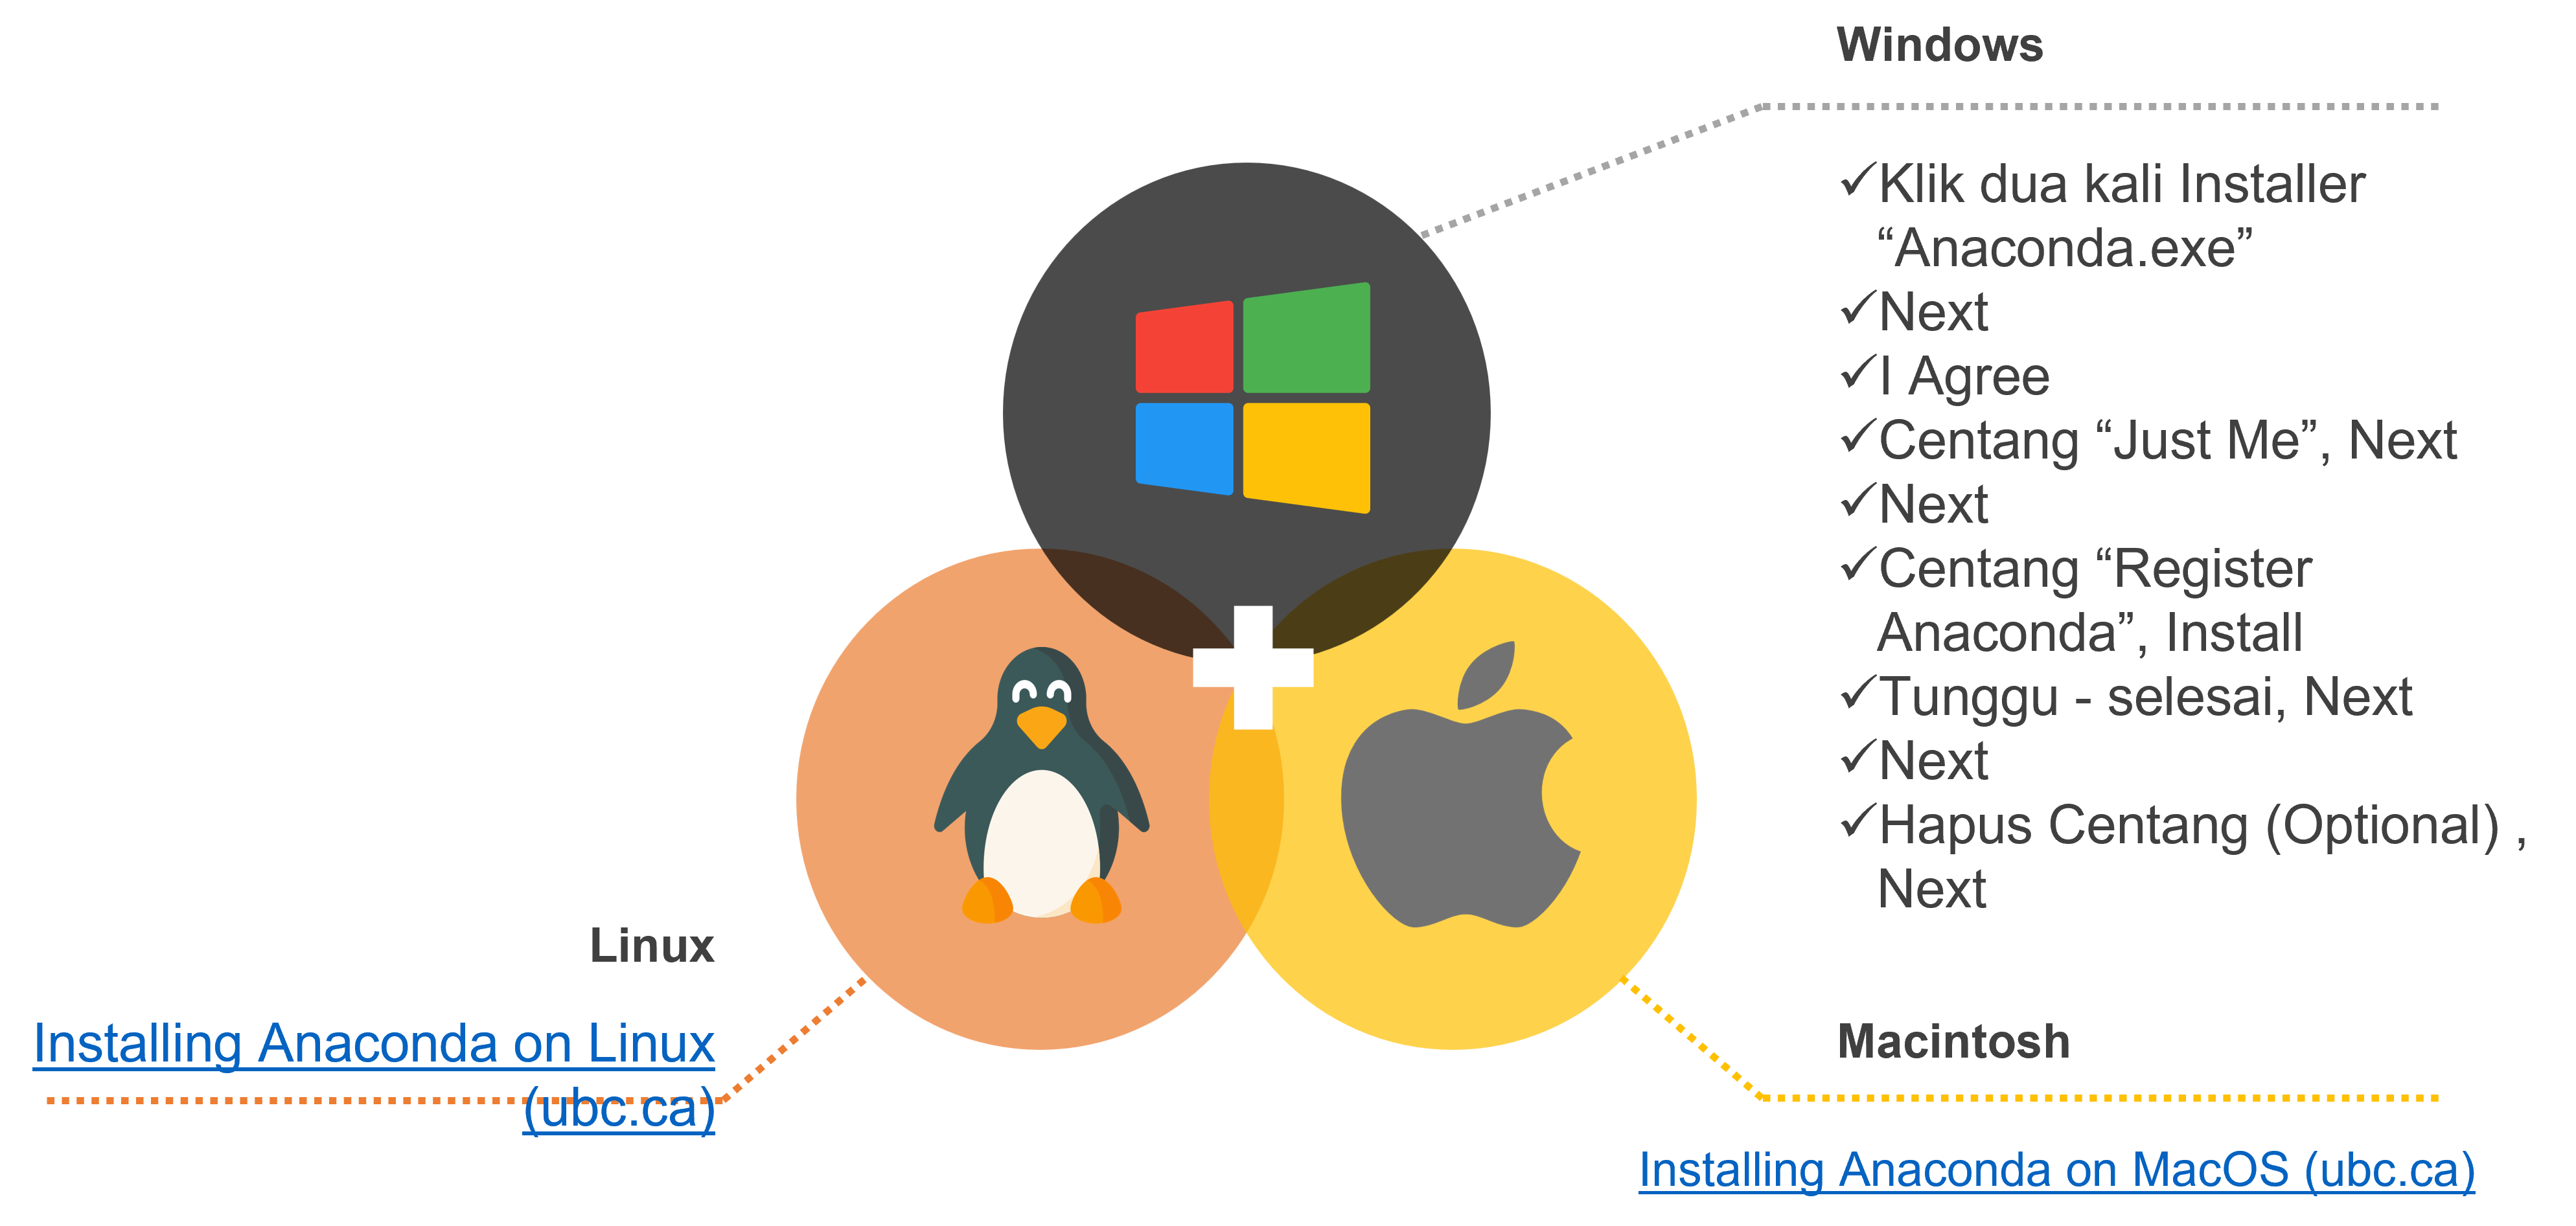 Windows
✓Klik dua kali Installer
“Anaconda.exe”
✓Next
✓I Agree
✓Centang “Just Me”, Next
✓Next
✓Centang “Register
Anaconda”, Install
✓Tunggu - selesai, Next
✓Next
✓Hapus Centang (Optional) ,
Next
Linux
Installing Anaconda on Linux
(ubc.ca)
Macintosh
Installing Anaconda on MacOS (ubc.ca)